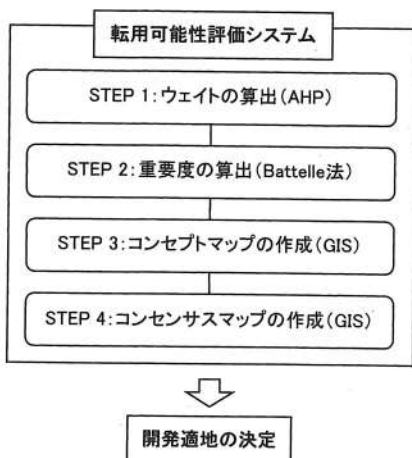 転用可能性評価システム
STEP 1:ウェイトの算出(AHP)
STEP 2:重要度の算出(Battelle法)
STEP 3:コンセプトマップの作成(GIS)
STEP 4:コンセンサスマップの作成(GIS)
開発適地の決定